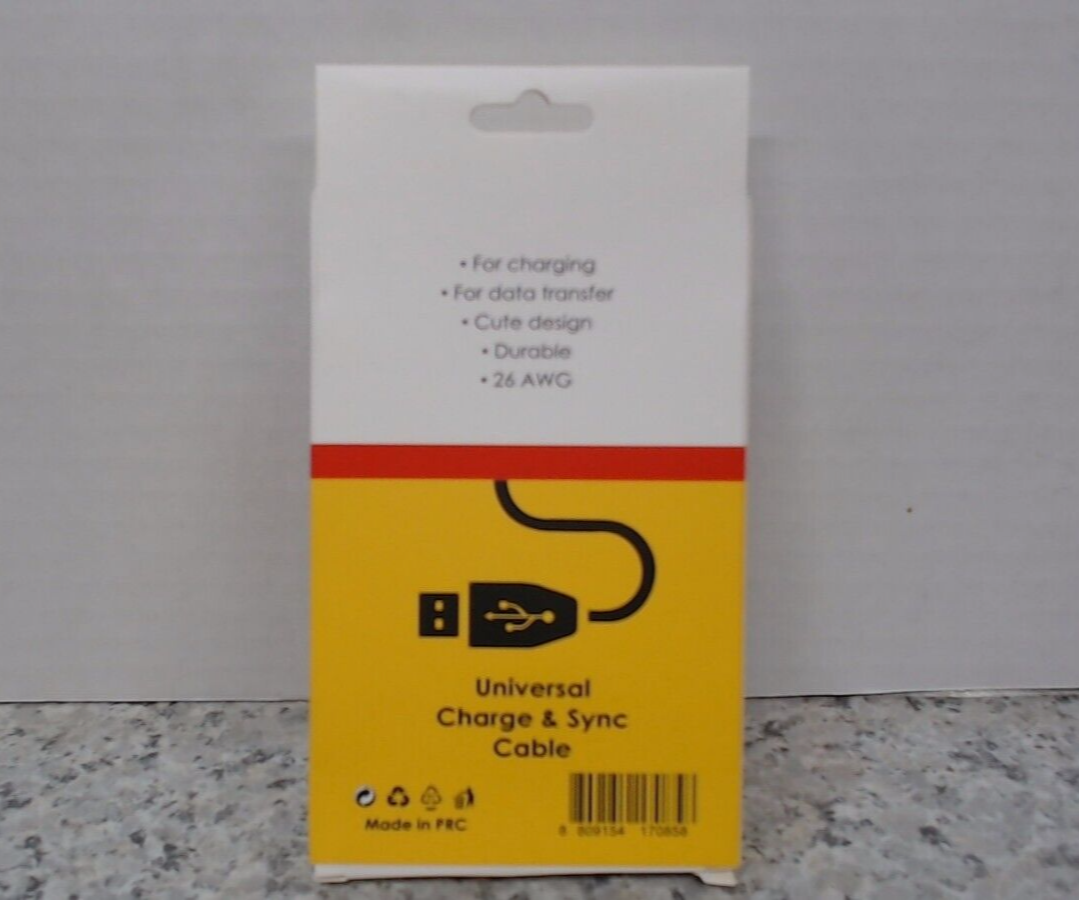 • For charging
• For data transfer
• Cute design
• Durable
• 26 AWG
Universal
Charge & Sync
Cable
Made in PRC
8 809154 170858